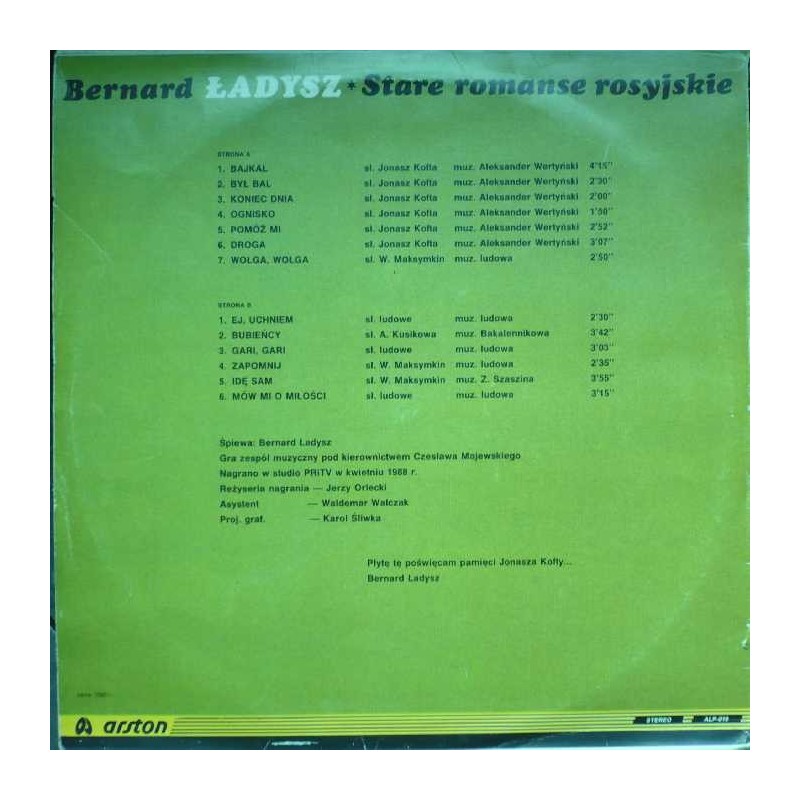 Bernard ŁADYSZ * Stare romanse rosyjskie
STRONA A
1. BAJKAŁ sł. Jonasz Kofta muz. Aleksander Wertyński 4'15"
2. BYŁ BAL sł. Jonasz Kofta muz. Aleksander Wertyński 2'30"
3. KONIEC DNIA sł. Jonasz Kofta muz. Aleksander Wertyński 2'00"
4. OGNISKO sł. Jonasz Kofta muz. Aleksander Wertyński 1'50"
5. POMÓŻ MI sł. Jonasz Kofta muz. Aleksander Wertyński 2'52"
6. DROGA sł. Jonasz Kofta muz. Aleksander Wertyński 3'07"
7. WOŁGA, WOŁGA sł. W. Maksymkin muz. ludowa 2'50"
STRONA B
1. EJ, UCHNIEM sł. ludowe muz. ludowa 2'30"
2. BUBIEŃCY sł. A. Kusikowa muz. Bakalennikowa 3'42"
3. GARI, GARI sł. ludowe muz. ludowa 3'03"
4. ZAPOMNIJ sł. W. Maksymkin muz. ludowa 2'35"
5. IDĘ SAM sł. W. Maksymkin muz. Z. Szaszina 3'55"
6. MÓW MI O MIŁOŚCI sł. ludowe muz. ludowa 3'15"
Śpiewa: Bernard Ładysz
Gra zespół muzyczny pod kierownictwem Czesława Majewskiego
Nagrano w studio PRiTV w kwietniu 1988 r.
Reżyseria nagrania — Jerzy Orlecki
Asystent — Waldemar Walczak
Proj. graf. — Karol Śliwka
Płytę tę poświęcam pamięci Jonasza Kofty...
Bernard Ładysz
arston
STEREO ALP-019